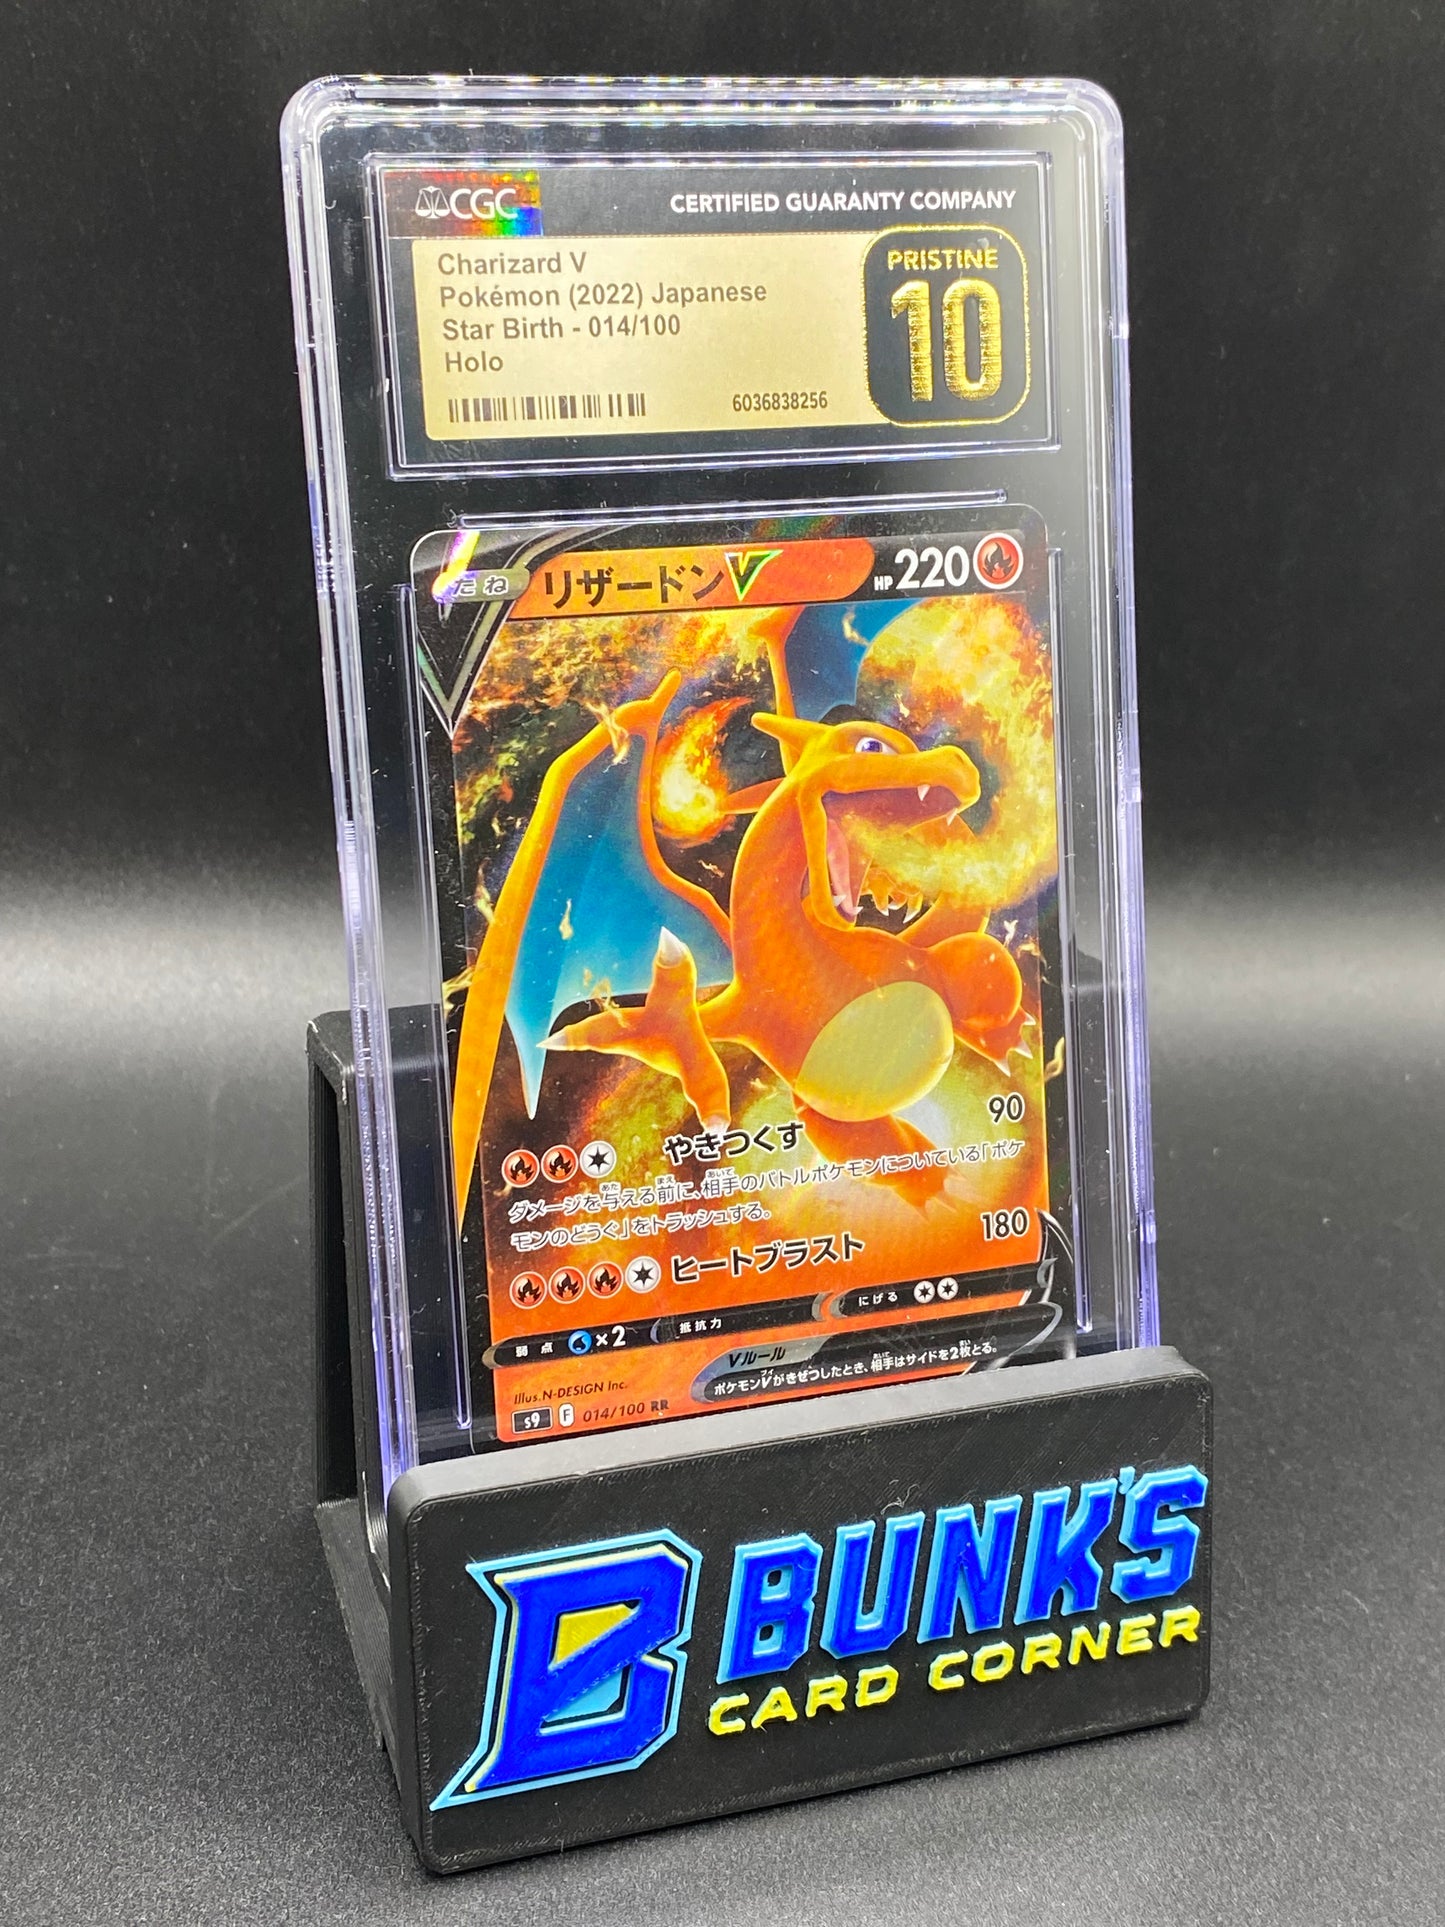 CGC
CERTIFIED GUARANTY COMPANY
Charizard V
Pokémon (2022) Japanese
Star Birth - 014/100
Holo
6036838256
PRISTINE
10
たね リザードンV HP 220
やきつくす 90
ダメージを与える前に、相手のバトルポケモンについている「ポケ
モンのどうぐ」をトラッシュする。
ヒートブラスト 180
弱点 ×2 抵抗力 にげる
Vルール
ポケモンVがきぜつしたとき、相手はサイドを2枚とる。
Illus. N-DESIGN Inc.
s9 F 014/100 RR
B BUNK'S
CARD CORNER